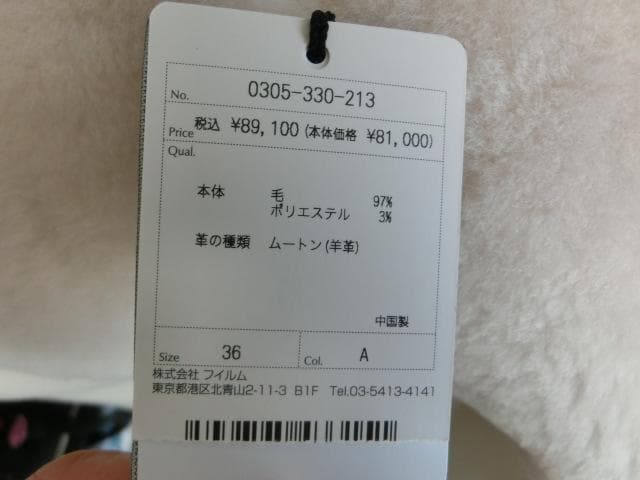 No. 0305-330-213
Price 税込 ¥89,100 (本体価格 ¥81,000)
Qual.
本体 毛 97%
ポリエステル 3%
革の種類 ムートン(羊革)
中国製
Size 36 Col. A
株式会社 フイルム
東京都港区北青山2-11-3 B1F Tel.03-5413-4141